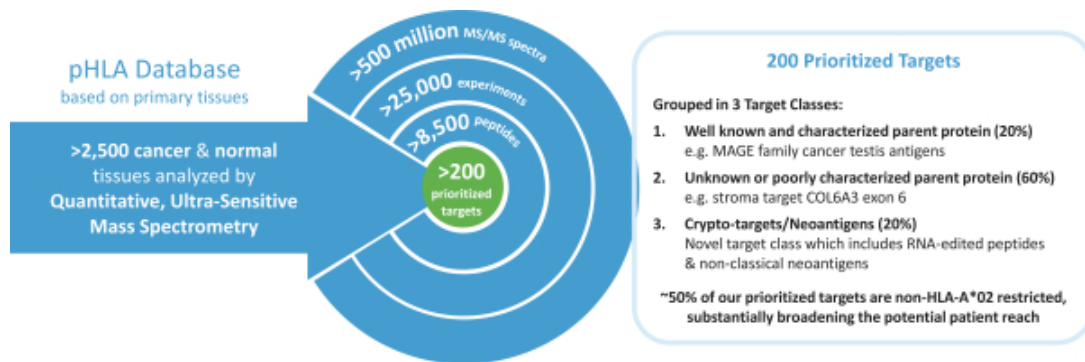 pHLA Database
based on primary tissues
>2,500 cancer & normal
tissues analyzed by
Quantitative, Ultra-Sensitive
Mass Spectrometry
>500 million MS/MS spectra
>25,000 experiments
>8,500 peptides
>200
prioritized
targets
200 Prioritized Targets
Grouped in 3 Target Classes:
1. Well known and characterized parent protein (20%)
e.g. MAGE family cancer testis antigens
2. Unknown or poorly characterized parent protein (60%)
e.g. stroma target COL6A3 exon 6
3. Crypto-targets/Neoantigens (20%)
Novel target class which includes RNA-edited peptides
& non-classical neoantigens
~50% of our prioritized targets are non-HLA-A*02 restricted,
substantially broadening the potential patient reach